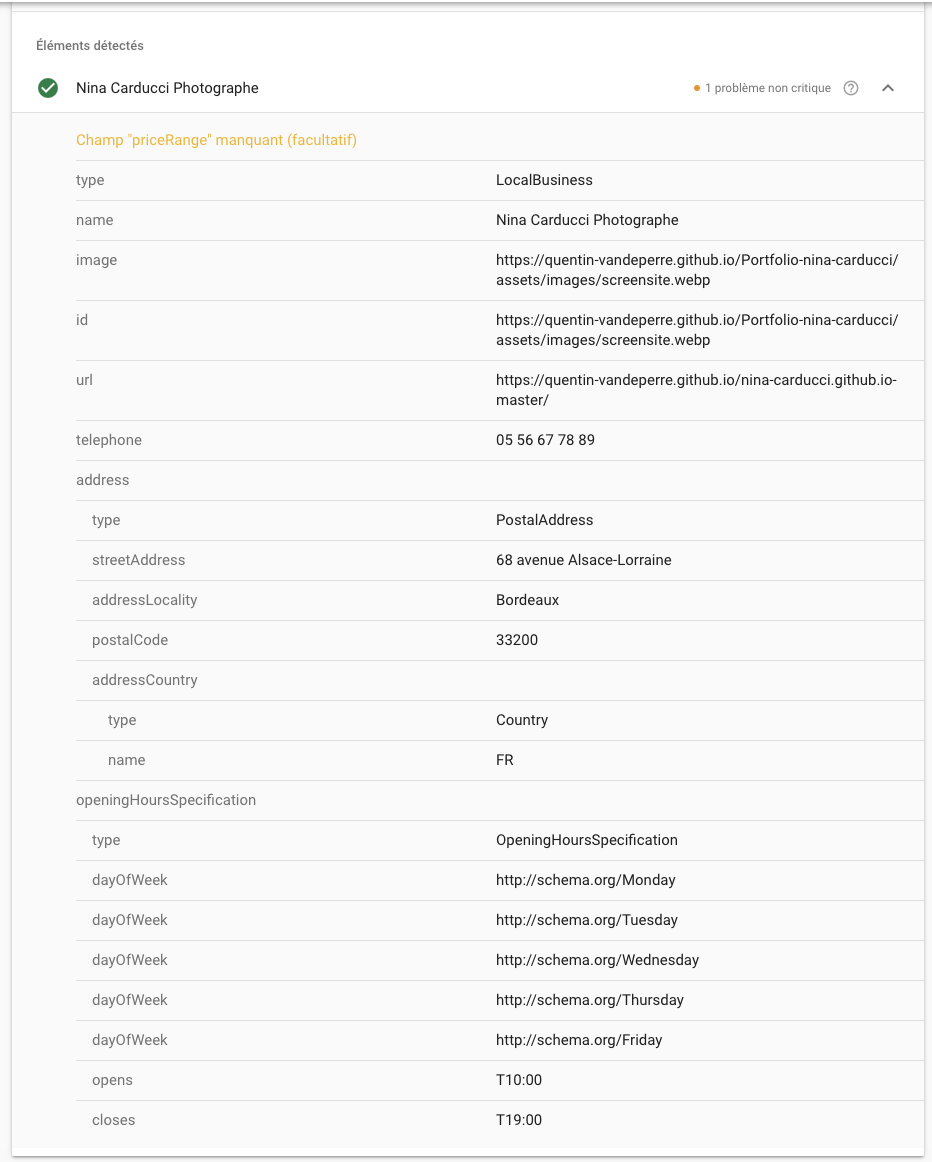 Éléments détectés
Nina Carducci Photographe
1 problème non critique
Champ "priceRange" manquant (facultatif)
type LocalBusiness
name Nina Carducci Photographe
image https://quentin-vandeperre.github.io/Portfolio-nina-carducci/
assets/images/screensite.webp
id https://quentin-vandeperre.github.io/Portfolio-nina-carducci/
assets/images/screensite.webp
url https://quentin-vandeperre.github.io/nina-carducci.github.io-
master/
telephone 05 56 67 78 89
address
type PostalAddress
streetAddress 68 avenue Alsace-Lorraine
addressLocality Bordeaux
postalCode 33200
addressCountry
type Country
name FR
openingHoursSpecification
type OpeningHoursSpecification
dayOfWeek http://schema.org/Monday
dayOfWeek http://schema.org/Tuesday
dayOfWeek http://schema.org/Wednesday
dayOfWeek http://schema.org/Thursday
dayOfWeek http://schema.org/Friday
opens T10:00
closes T19:00